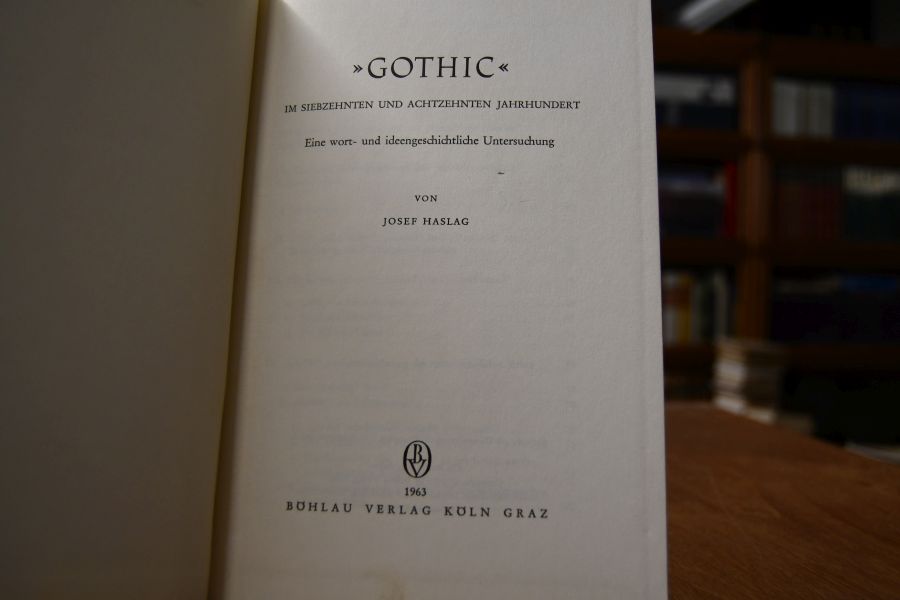 »GOTHIC«
IM SIEBZEHNTEN UND ACHTZEHNTEN JAHRHUNDERT
Eine wort- und ideengeschichtliche Untersuchung
VON
JOSEF HASLAG
BV
1963
BÖHLAU VERLAG KÖLN GRAZ